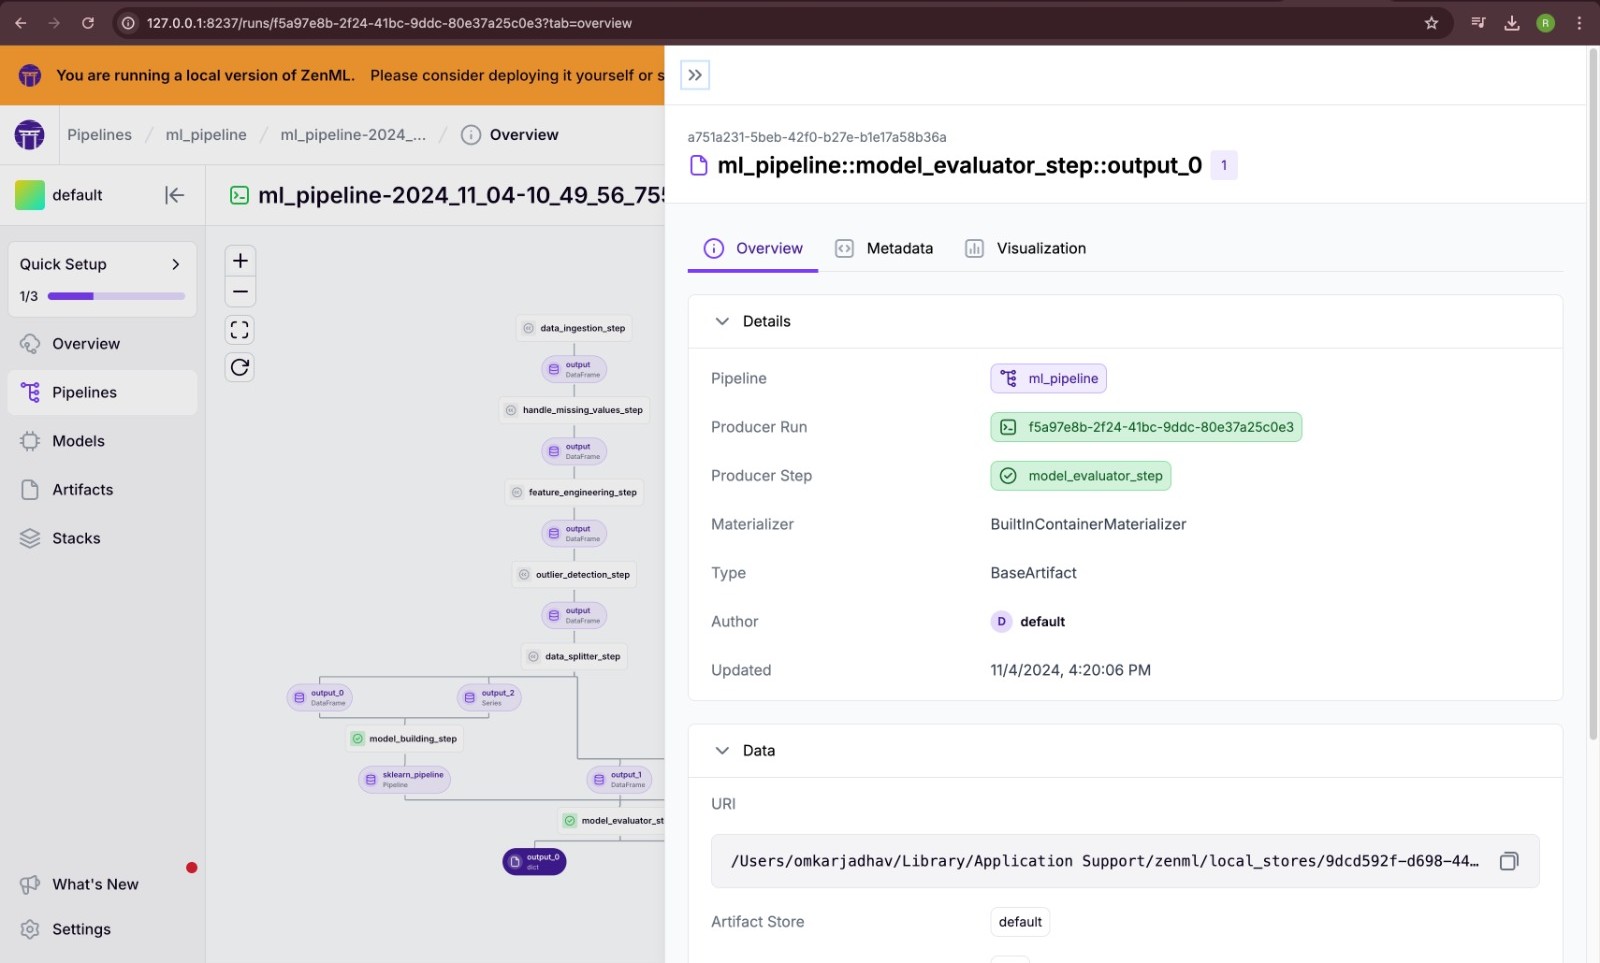 127.0.0.1:8237/runs/f5a97e8b-2f24-41bc-9ddc-80e37a25c0e3?tab=overview
R
You are running a local version of ZenML. Please consider deploying it yourself or s
Pipelines / ml_pipeline / ml_pipeline-2024_... / Overview
default
ml_pipeline-2024_11_04-10_49_56_755
Quick Setup
1/3
Overview
Pipelines
Models
Artifacts
Stacks
What's New
Settings
data_ingestion_step
output
DataFrame
handle_missing_values_step
output
DataFrame
feature_engineering_step
output
DataFrame
outlier_detection_step
output
DataFrame
data_splitter_step
output_0
DataFrame
output_2
Series
model_building_step
sklearn_pipeline
Pipeline
output_1
DataFrame
model_evaluator_st
output_0
dict
a751a231-5beb-42f0-b27e-b1e17a58b36a
ml_pipeline::model_evaluator_step::output_0 1
Overview Metadata Visualization
Details
Pipeline ml_pipeline
Producer Run f5a97e8b-2f24-41bc-9ddc-80e37a25c0e3
Producer Step model_evaluator_step
Materializer BuiltInContainerMaterializer
Type BaseArtifact
Author D default
Updated 11/4/2024, 4:20:06 PM
Data
URI
/Users/omkarjadhav/Library/Application Support/zenml/local_stores/9dcd592f-d698-44…
Artifact Store default